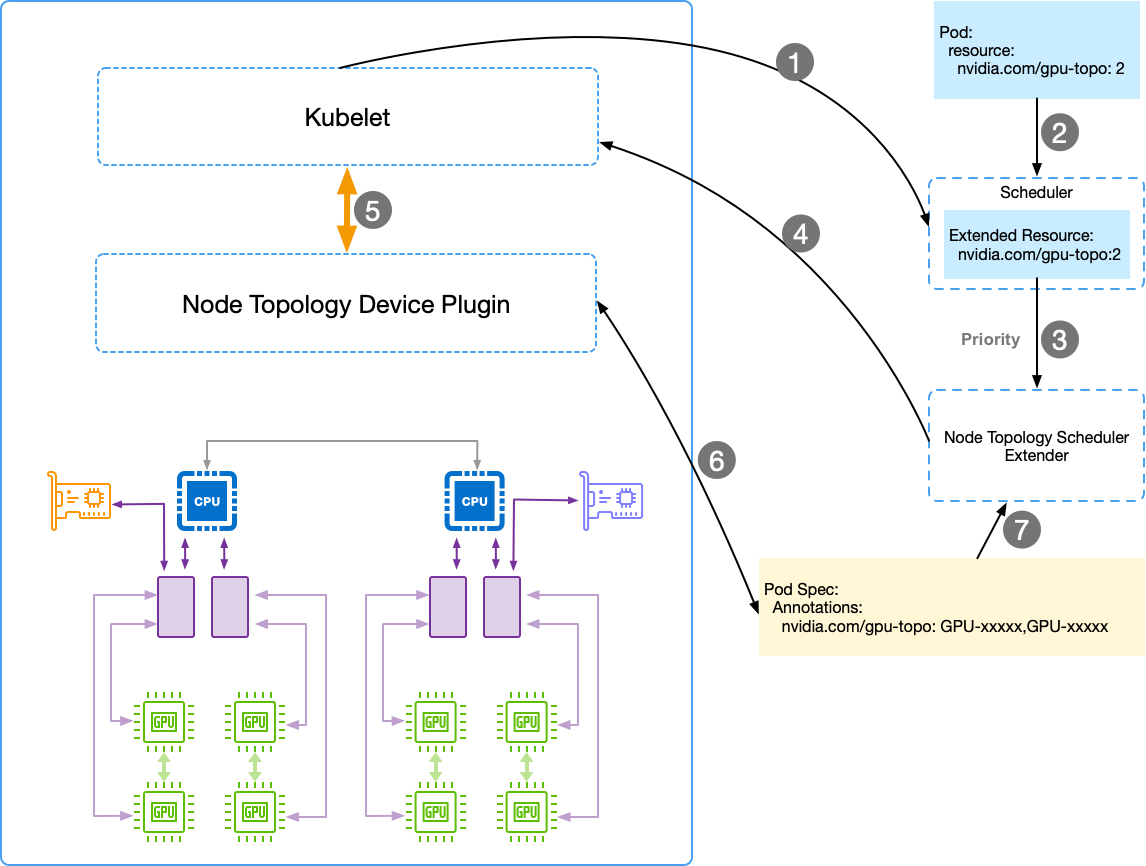 Pod:
resource:
nvidia.com/gpu-topo: 2
1
Kubelet
2
Scheduler
Extended Resource:
nvidia.com/gpu-topo:2
5
4
Node Topology Device Plugin
Priority
3
Node Topology Scheduler
Extender
6
CPU
CPU
7
Pod Spec:
Annotations:
nvidia.com/gpu-topo: GPU-xxxxx,GPU-xxxxx
GPU
GPU
GPU
GPU
GPU
GPU
GPU
GPU